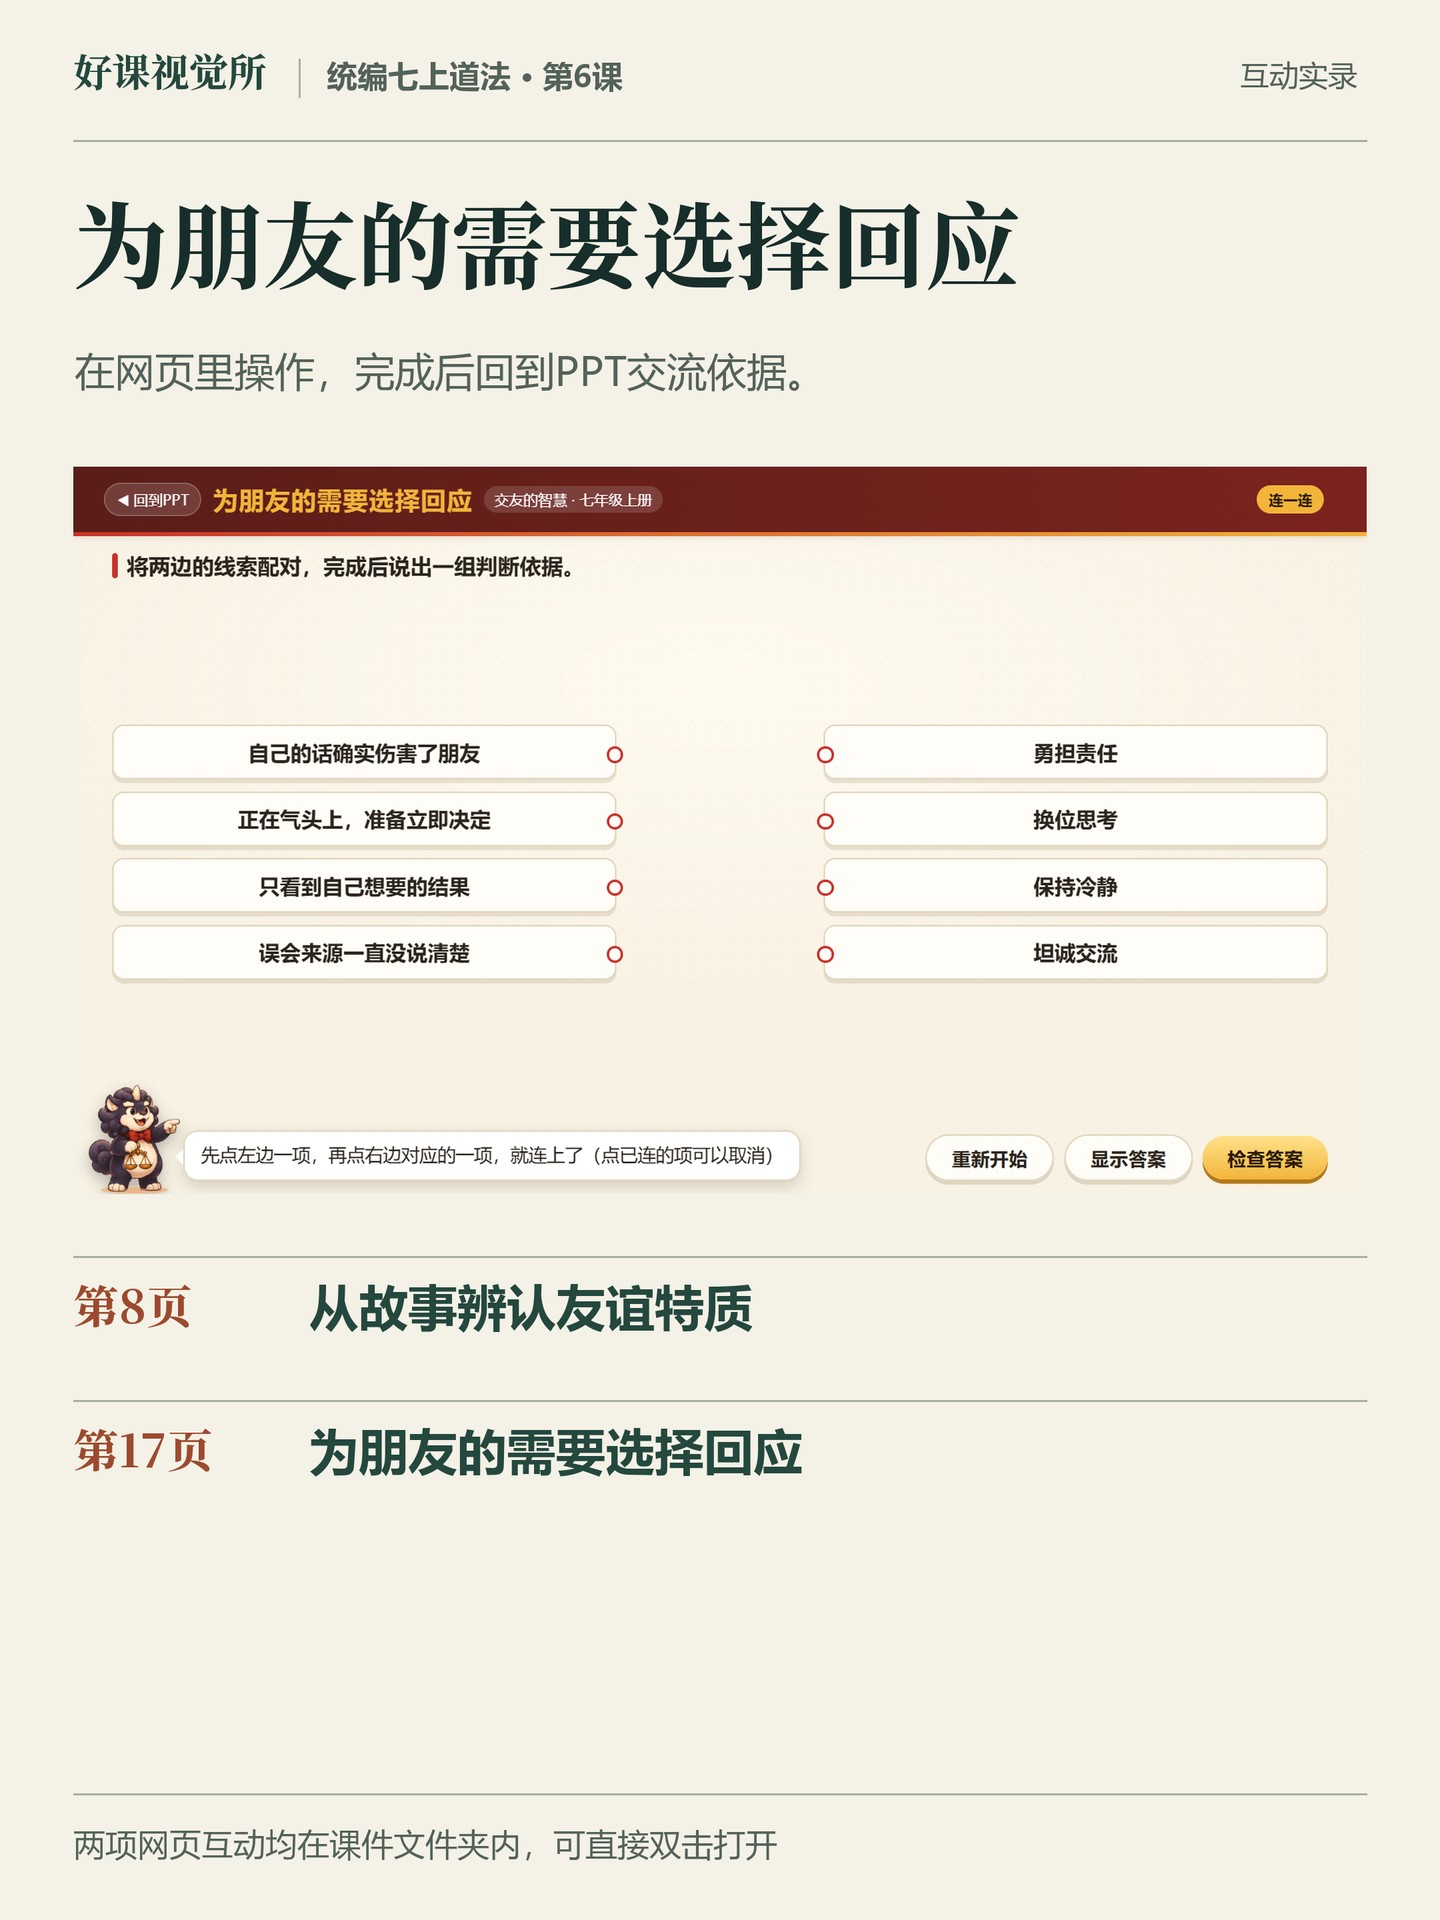 好课视觉所
统编七上道法·第6课
互动实录
为朋友的需要选择回应
在网页里操作，完成后回到PPT交流依据。
◀ 回到PPT
为朋友的需要选择回应
交友的智慧·七年级上册
连一连
将两边的线索配对，完成后说出一组判断依据。
自己的话确实伤害了朋友
勇担责任
正在气头上，准备立即决定
换位思考
只看到自己想要的结果
保持冷静
误会来源一直没说清楚
坦诚交流
先点左边一项，再点右边对应的一项，就连上了（点已连的项可以取消）
重新开始
显示答案
检查答案
第8页
从故事辨认友谊特质
第17页
为朋友的需要选择回应
两项网页互动均在课件文件夹内，可直接双击打开